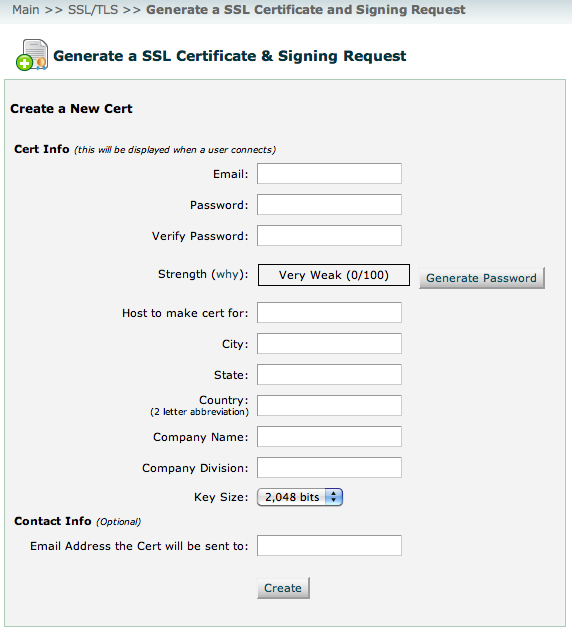 Main >> SSL/TLS >> Generate a SSL Certificate and Signing Request
Generate a SSL Certificate & Signing Request
Create a New Cert
Cert Info (this will be displayed when a user connects)
Email:
Password:
Verify Password:
Strength (why): Very Weak (0/100) Generate Password
Host to make cert for:
City:
State:
Country:
(2 letter abbreviation)
Company Name:
Company Division:
Key Size: 2,048 bits
Contact Info (Optional)
Email Address the Cert will be sent to:
Create